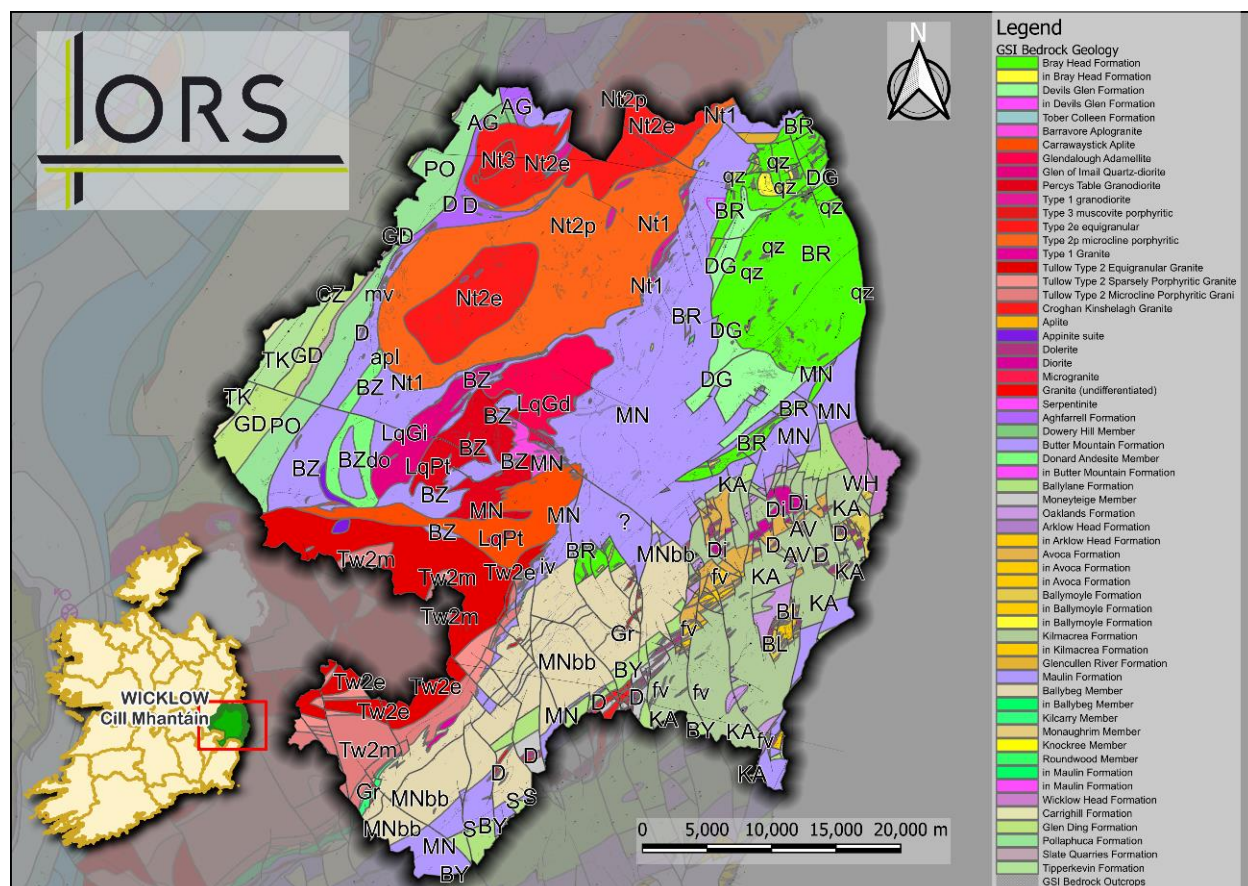 IORS
N
Nt2p
Nt2e
Nt1
AG
AG
BR
Nt3
Nt2e
qz
PO
qz
DG
qz
qz
D D
BR
Nt2p
Nt1
GD
qz
BR
DG
qz
CZ
mv
Nt2e
Nt1
qz
BR
D
DG
TK GD
apl
BZ
Nt1
BZ
DG
MN
TK
LqGd
BR
GD PO
BZ
MN
MN
LqGi
BR
MN
BZ
BZdo
BZ
LqPt
BZ
MN
KA
WH
BZ
Di
Di
KA
MN
MN
?
AV
BZ
LqPt
D
D
BR
MNbb
Di
AV
D
Tw2m
Tw2e
iv
fv
KA
KA
Tw2m
Tw2m
BL
KA
Gr
fv
BL
MNbb
BY
Tw2e
Tw2e
D
D
fv
fv
Tw2e
MN
KA
BY
KA
fv
Tw2m
D
KA
Gr
D
MNbb
S
S
MNbb
S
BY
MN
BY
WICKLOW
Cill Mhantáin
0 5,000 10,000 15,000 20,000 m
Legend
GSI Bedrock Geology
Bray Head Formation
in Bray Head Formation
Devils Glen Formation
in Devils Glen Formation
Tober Colleen Formation
Barravore Aplogranite
Carrawaystick Aplite
Glendalough Adamellite
Glen of Imail Quartz-diorite
Percys Table Granodiorite
Type 1 granodiorite
Type 3 muscovite porphyritic
Type 2e equigranular
Type 2p microcline porphyritic
Type 1 Granite
Tullow Type 2 Equigranular Granite
Tullow Type 2 Sparsely Porphyritic Granite
Tullow Type 2 Microcline Porphyritic Grani
Croghan Kinshelagh Granite
Aplite
Appinite suite
Dolerite
Diorite
Microgranite
Granite (undifferentiated)
Serpentinite
Aghfarrell Formation
Dowery Hill Member
Butter Mountain Formation
Donard Andesite Member
in Butter Mountain Formation
Ballylane Formation
Moneyteige Member
Oaklands Formation
Arklow Head Formation
in Arklow Head Formation
Avoca Formation
in Avoca Formation
Ballymoyle Formation
in Ballymoyle Formation
Kilmacrea Formation
in Kilmacrea Formation
Glencullen River Formation
Maulin Formation
Ballybeg Member
in Ballybeg Member
Kilcarry Member
Monaughrim Member
Knockree Member
Roundwood Member
in Maulin Formation
in Maulin Formation
Wicklow Head Formation
Carrighill Formation
Glen Ding Formation
Pollaphuca Formation
Slate Quarries Formation
Tipperkevin Formation
GSI Bedrock Outcrops